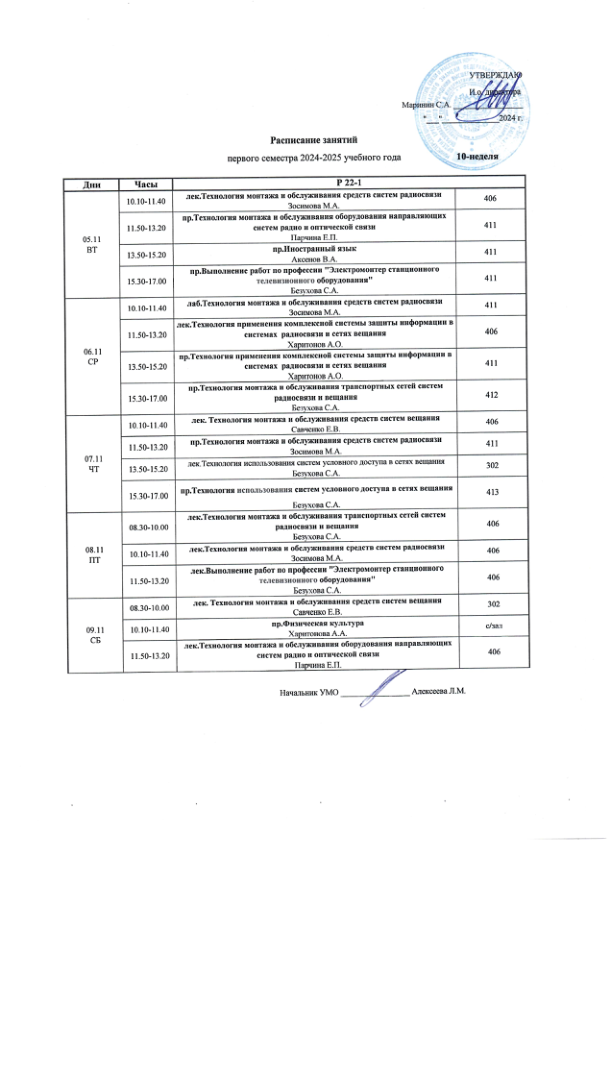 УТВЕРЖДАЮ
И.о. директора
Маринин С.А.
"___" ______________2024 г.
Расписание занятий
первого семестра 2024-2025 учебного года
10-неделя
Дни Часы Р 22-1
05.11
ВТ
10.10-11.40
лек.Технология монтажа и обслуживания средств систем радиосвязи
Зосимова М.А.
406
11.50-13.20
пр.Технология монтажа и обслуживания оборудования направляющих
систем радио и оптической связи
Парчина Е.П.
411
13.50-15.20
пр.Иностранный язык
Аксенов В.А.
411
15.30-17.00
пр.Выполнение работ по профессии "Электромонтер станционного
телевизионного оборудования"
Безухова С.А.
411
06.11
СР
10.10-11.40
лаб.Технология монтажа и обслуживания средств систем радиосвязи
Зосимова М.А.
411
11.50-13.20
лек.Технология применения комплексной системы защиты информации в
системах радиосвязи и сетях вещания
Харитонов А.О.
406
13.50-15.20
пр.Технология применения комплексной системы защиты информации в
системах радиосвязи и сетях вещания
Харитонов А.О.
411
15.30-17.00
пр.Технология монтажа и обслуживания транспортных сетей систем
радиосвязи и вещания
Безухова С.А.
412
07.11
ЧТ
10.10-11.40
лек. Технология монтажа и обслуживания средств систем вещания
Савченко Е.В.
406
11.50-13.20
пр.Технология монтажа и обслуживания средств систем радиосвязи
Зосимова М.А.
411
13.50-15.20
лек.Технология использования систем условного доступа в сетях вещания
Безухова С.А.
302
15.30-17.00
пр.Технология использования систем условного доступа в сетях вещания
Безухова С.А.
413
08.11
ПТ
08.30-10.00
лек.Технология монтажа и обслуживания транспортных сетей систем
радиосвязи и вещания
Безухова С.А.
406
10.10-11.40
лек.Технология монтажа и обслуживания средств систем радиосвязи
Зосимова М.А.
406
11.50-13.20
лек.Выполнение работ по профессии "Электромонтер станционного
телевизионного оборудования"
Безухова С.А.
406
09.11
СБ
08.30-10.00
лек. Технология монтажа и обслуживания средств систем вещания
Савченко Е.В.
302
10.10-11.40
пр.Физическая культура
Харитонова А.А.
с/зал
11.50-13.20
лек.Технология монтажа и обслуживания оборудования направляющих
систем радио и оптической связи
Парчина Е.П.
406
Начальник УМО _________________ Алексеева Л.М.